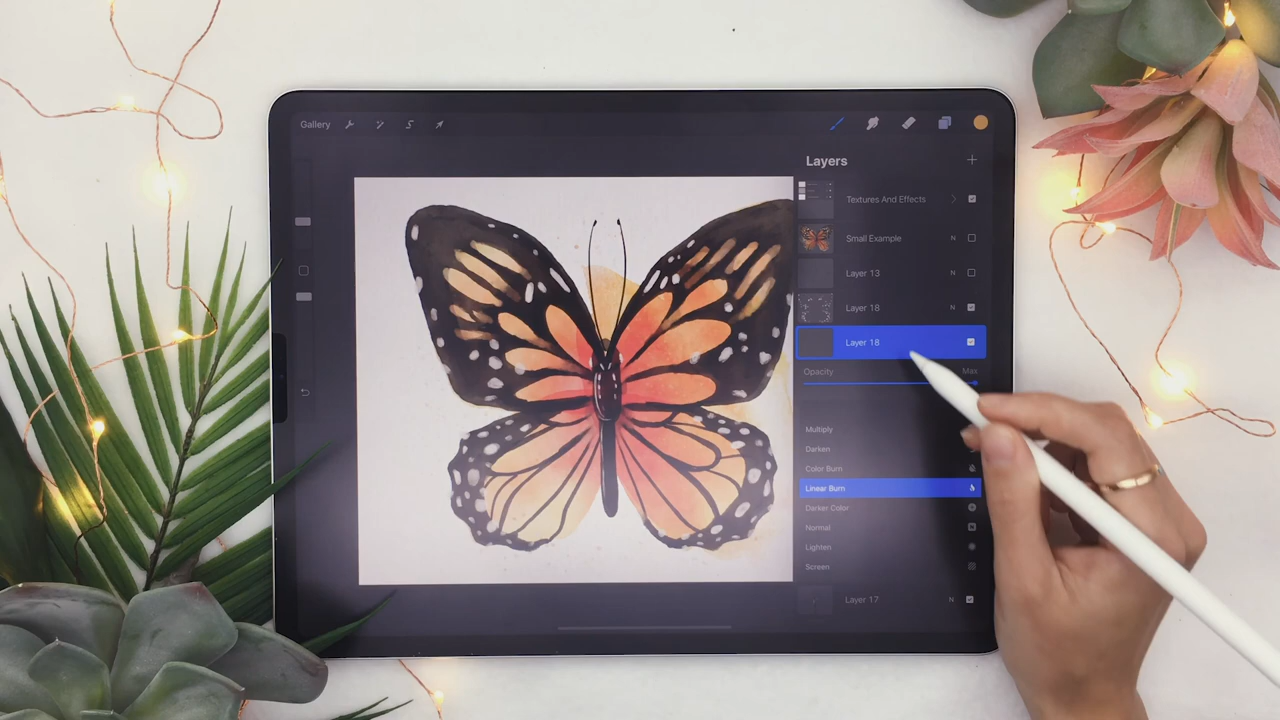 Gallery
Layers
Textures And Effects
Small Example N
Layer 13 N
Layer 18
Layer 18
Opacity Max
Multiply
Darken
Color Burn
Linear Burn
Darker Color
Normal N
Lighten
Screen
Layer 17 N